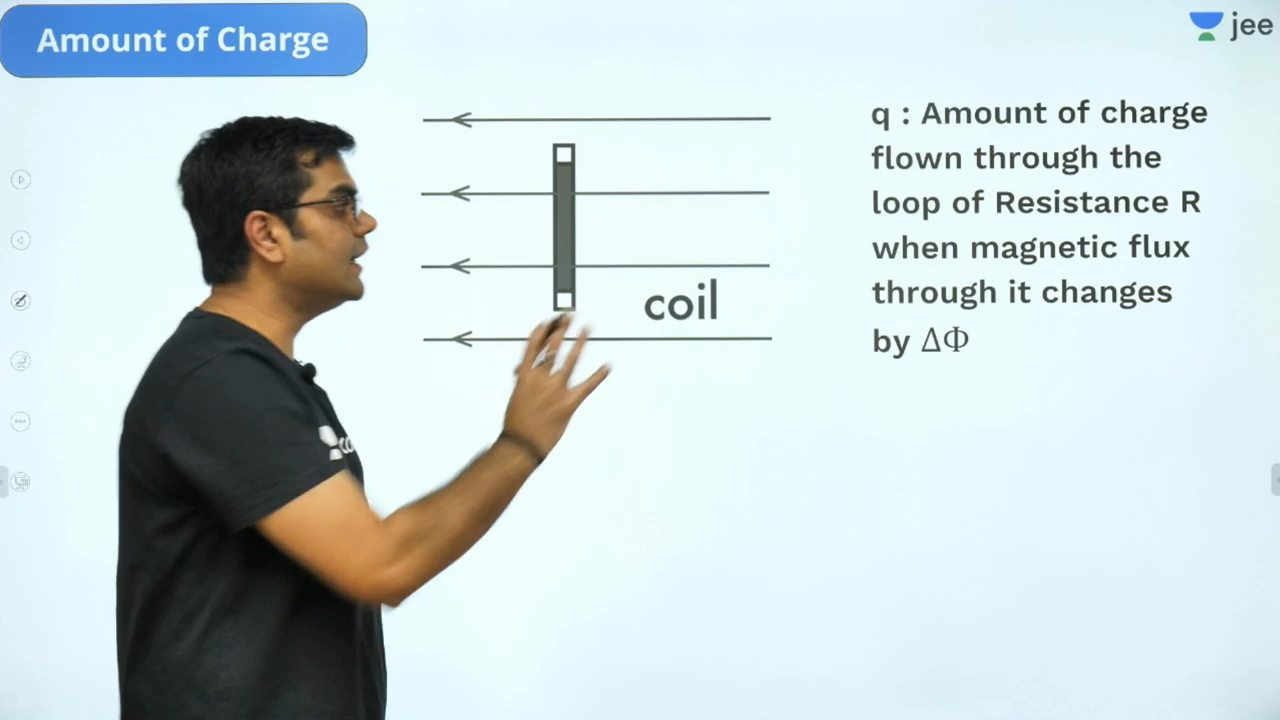 Amount of Charge
jee
q : Amount of charge
flown through the
loop of Resistance R
when magnetic flux
through it changes
by ΔΦ
coil